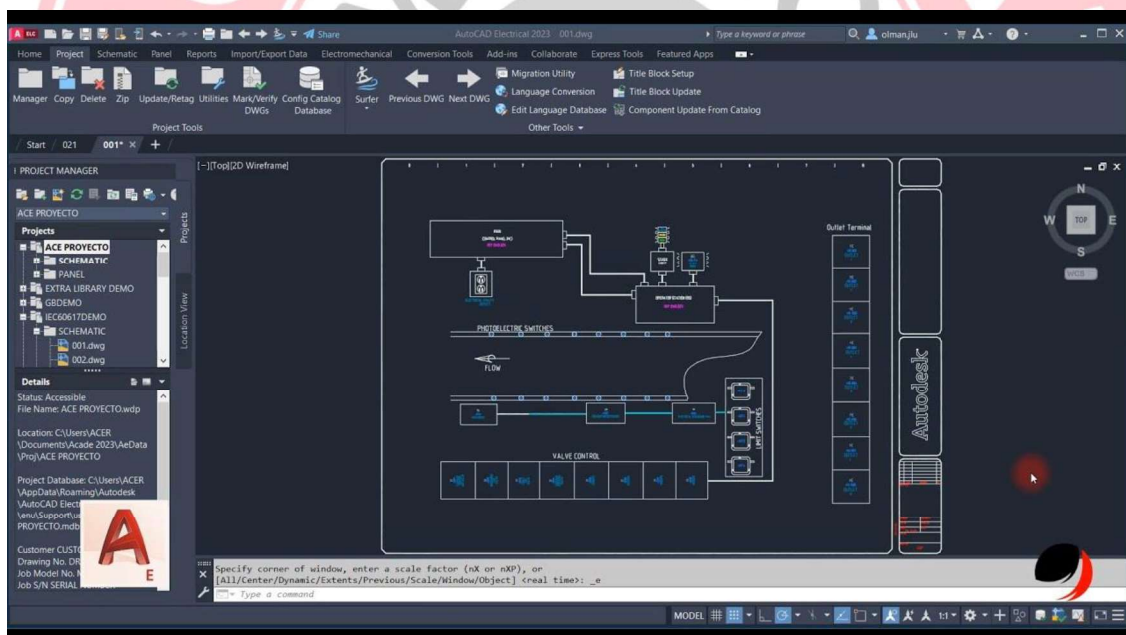 A ELC Share AutoCAD Electrical 2023 001.dwg Type a keyword or phrase olman.jlu
Home Project Schematic Panel Reports Import/Export Data Electromechanical Conversion Tools Add-ins Collaborate Express Tools Featured Apps
Manager Copy Delete Zip Update/Retag Utilities Mark/Verify DWGs Config Catalog Database Surfer Previous DWG Next DWG
Migration Utility Title Block Setup
Language Conversion Title Block Update
Edit Language Database Component Update From Catalog
Project Tools Other Tools
Start 021 001* × +
PROJECT MANAGER
ACE PROYECTO
Projects
ACE PROYECTO
SCHEMATIC
PANEL
EXTRA LIBRARY DEMO
GBDEMO
IEC60617DEMO
SCHEMATIC
001.dwg
002.dwg
Projects
Location View
Details
Status: Accessible
File Name: ACE PROYECTO.wdp
Location: C:\Users\ACER
\Documents\Acade 2023\AeData
\Proj\ACE PROYECTO
Project Database: C:\Users\ACER
\AppData\Roaming\Autodesk
\AutoCAD Elect
PROYECTO.mdb
Customer CUST
Drawing No. DR
Job Model No.
Job S/N SERIAL
E
[−][Top][2D Wireframe]
Outlet Terminal
PHOTOELECTRIC SWITCHES
FLOW
LIMIT SWITCHES
VALVE CONTROL
Autodesk
N
W TOP E
S
WCS
Specify corner of window, enter a scale factor (nX or nXP), or
[All/Center/Dynamic/Extents/Previous/Scale/Window/Object] <real time>: _e
Type a command
MODEL 1:1